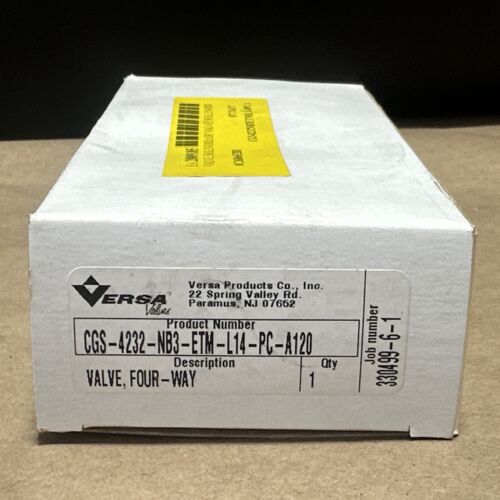 VERSA
Valves
Versa Products Co., Inc.
22 Spring Valley Rd.
Paramus, NJ 07652
Product Number
CGS-4232-NB3-ETM-L14-PC-A120
Description
Qty
VALVE, FOUR-WAY
1
Job number
330499-6-1